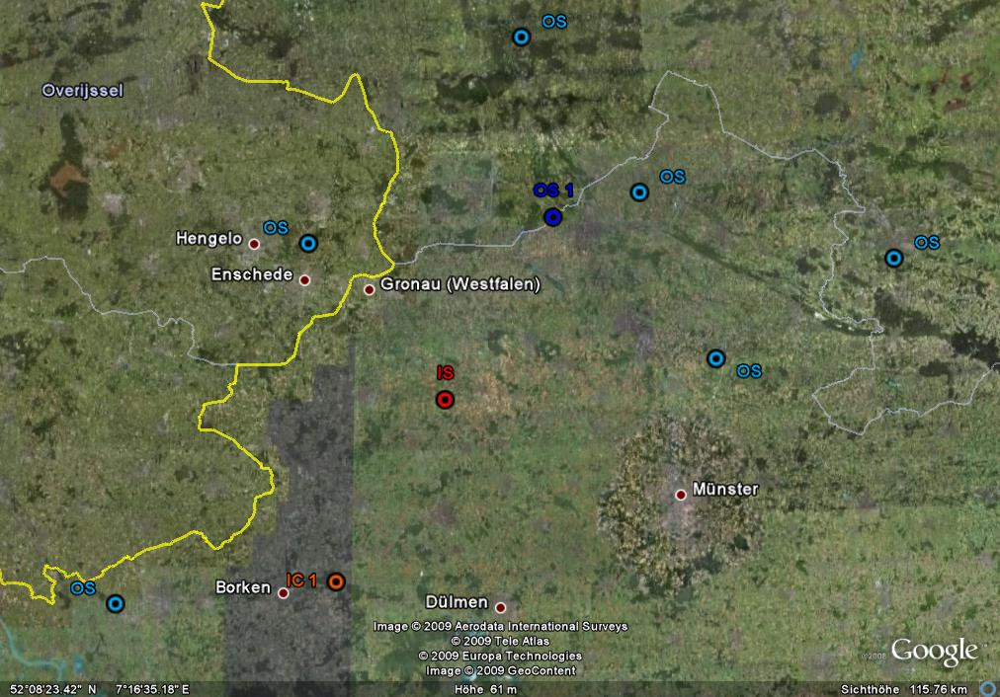 OS
Overijssel
OS
OS 1
Hengelo
OS
OS
Enschede
Gronau (Westfalen)
IS
OS
Münster
OS
Borken
IC 1
Dülmen
Image © 2009 Aerodata International Surveys
© 2009 Tele Atlas
© 2009 Europa Technologies
Image © 2009 GeoContent
©2008 Google™
52°08'23.42" N 7°16'35.18" E
Höhe 61 m
Sichthöhe 115.76 km